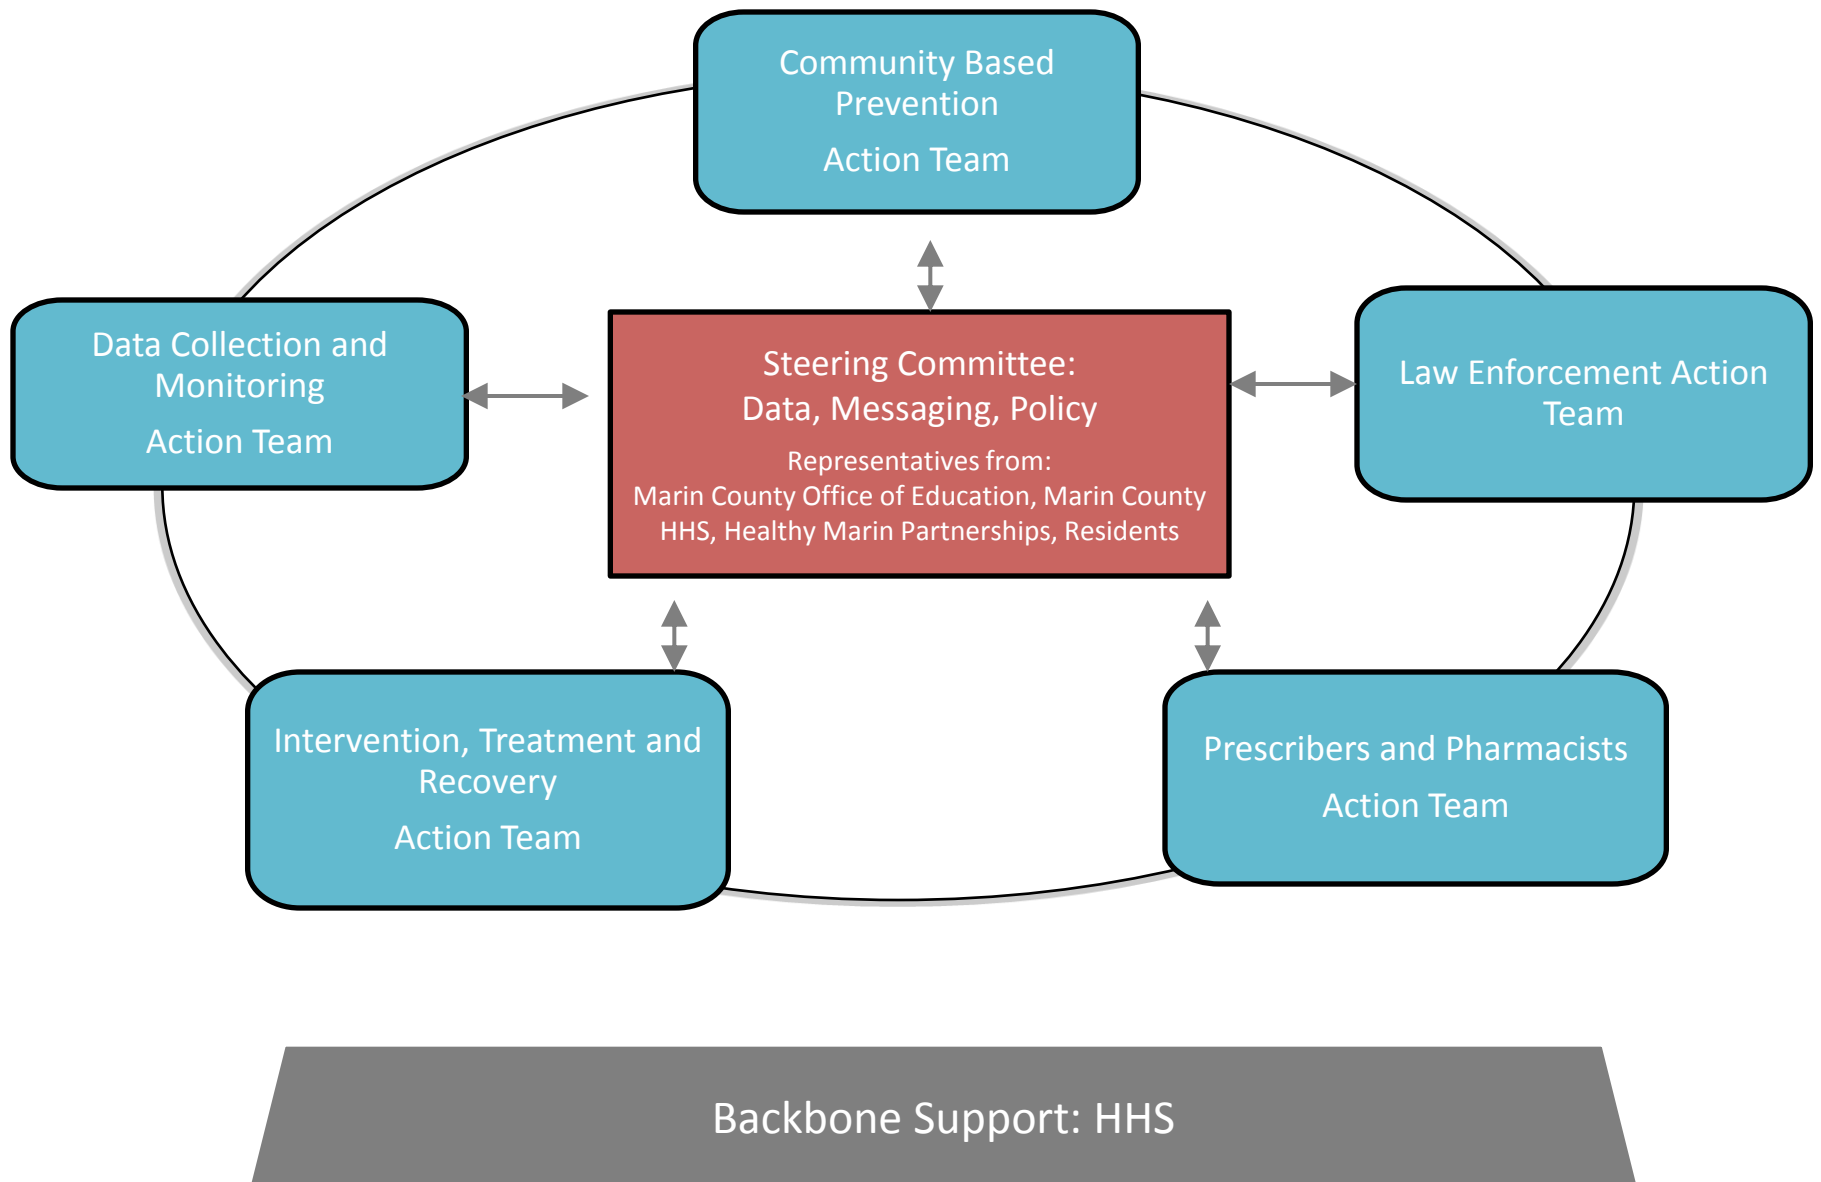 Community Based
Prevention
Action Team
Data Collection and
Monitoring
Action Team
Steering Committee:
Data, Messaging, Policy
Representatives from:
Marin County Office of Education, Marin County
HHS, Healthy Marin Partnerships, Residents
Law Enforcement Action
Team
Intervention, Treatment and
Recovery
Action Team
Prescribers and Pharmacists
Action Team
Backbone Support: HHS